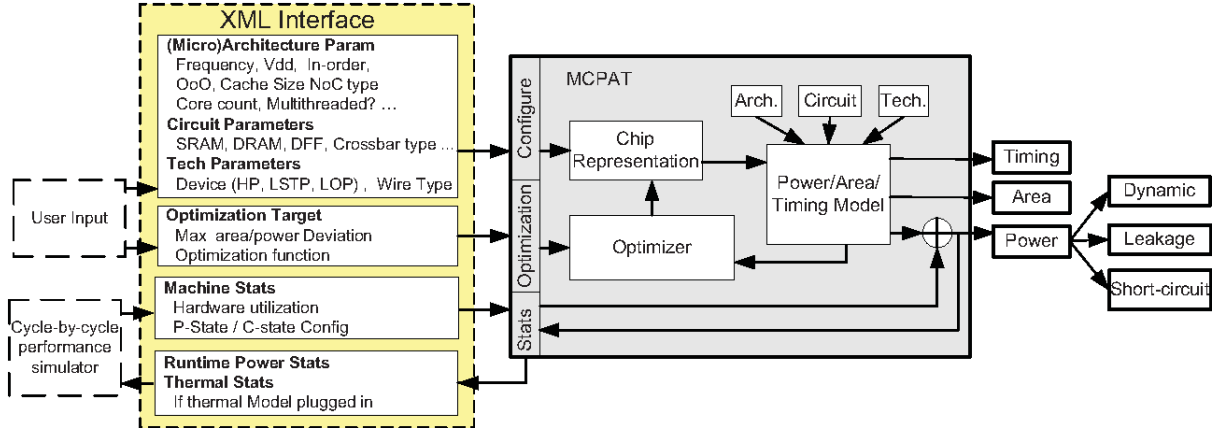 XML Interface
(Micro)Architecture Param
Frequency, Vdd, In-order,
OoO, Cache Size NoC type
Core count, Multithreaded? ...
Circuit Parameters
SRAM, DRAM, DFF, Crossbar type ...
Tech Parameters
Device (HP, LSTP, LOP) , Wire Type
User Input
Optimization Target
Max area/power Deviation
Optimization function
Machine Stats
Hardware utilization
P-State / C-state Config
Cycle-by-cycle
performance
simulator
Runtime Power Stats
Thermal Stats
If thermal Model plugged in
Configure
Optimization
Stats
MCPAT
Arch.
Circuit
Tech.
Chip
Representation
Power/Area/
Timing Model
Optimizer
Timing
Area
Power
Dynamic
Leakage
Short-circuit